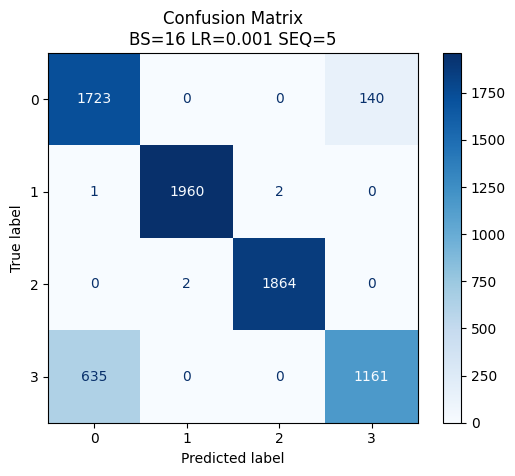 Confusion Matrix
BS=16 LR=0.001 SEQ=5
True label
0
1
2
3
1723 0 0 140
1 1960 2 0
0 2 1864 0
635 0 0 1161
0 1 2 3
Predicted label
1750
1500
1250
1000
750
500
250
0